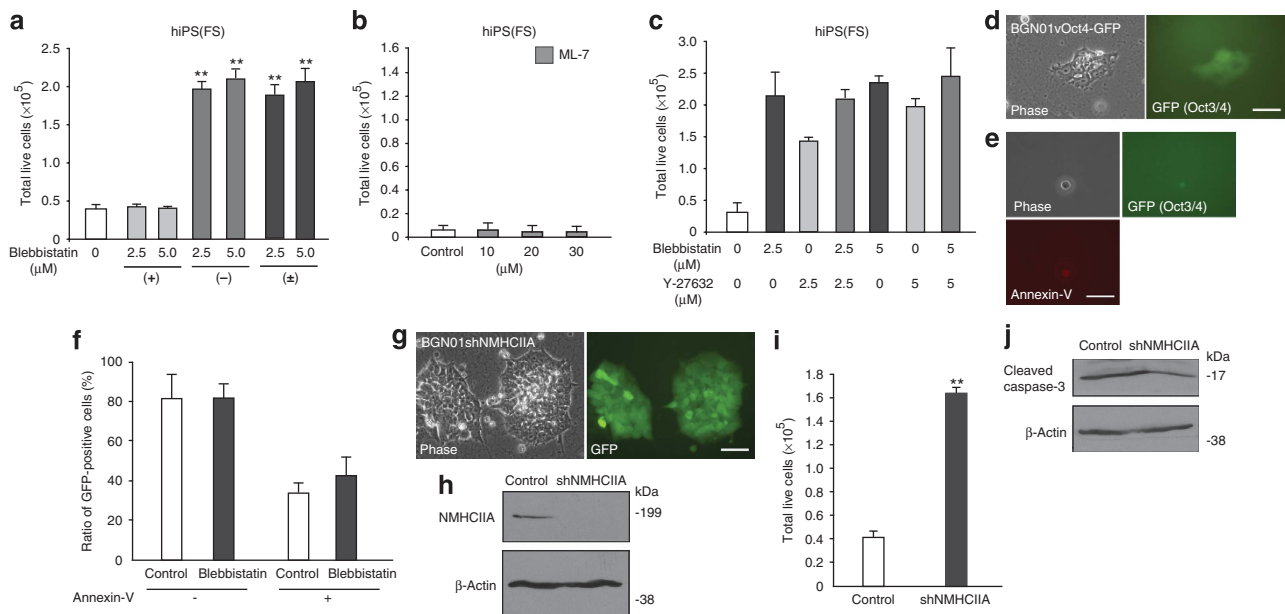 a
hiPS(FS)
Total live cells (×10⁵)
2.5
2.0
1.5
1.0
0.5
0
** ** ** **
Blebbistatin 0 2.5 5.0 2.5 5.0 2.5 5.0
(μM) (+) (−) (±)
b
hiPS(FS)
ML-7
Total live cells (×10⁵)
1.6
1.4
1.2
1.0
0.8
0.6
0.4
0.2
0
Control 10 20 30
(μM)
c
hiPS(FS)
Total live cells (×10⁵)
3.0
2.5
2.0
1.5
1.0
0.5
0
Blebbistatin 0 2.5 0 2.5 5 0 5
(μM)
Y-27632 0 0 2.5 2.5 0 5 5
(μM)
d
BGN01vOct4-GFP
Phase
GFP (Oct3/4)
e
Phase
GFP (Oct3/4)
Annexin-V
f
Ratio of GFP-positive cells (%)
100
80
60
40
20
0
Control Blebbistatin Control Blebbistatin
Annexin-V - +
g
BGN01shNMHCIIA
Phase
GFP
h
Control shNMHCIIA
kDa
NMHCIIA
-199
β-Actin
-38
i
Total live cells (×10⁵)
1.8
1.6
1.4
1.2
1.0
0.8
0.6
0.4
0.2
0
**
Control shNMHCIIA
j
Control shNMHCIIA
kDa
Cleaved
caspase-3
-17
β-Actin
-38